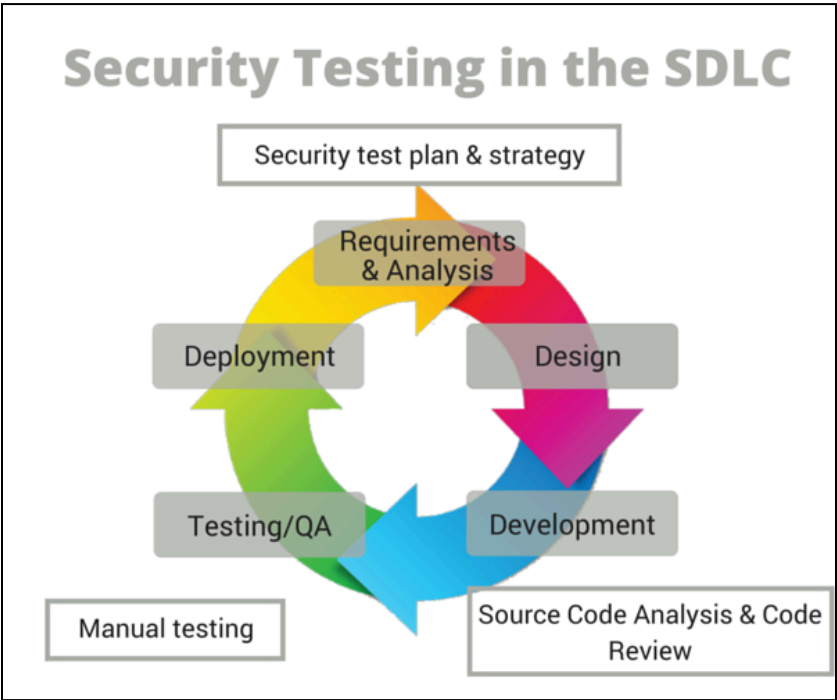 Security Testing in the SDLC
Security test plan & strategy
Requirements
& Analysis
Deployment
Design
Testing/QA
Development
Manual testing
Source Code Analysis & Code
Review